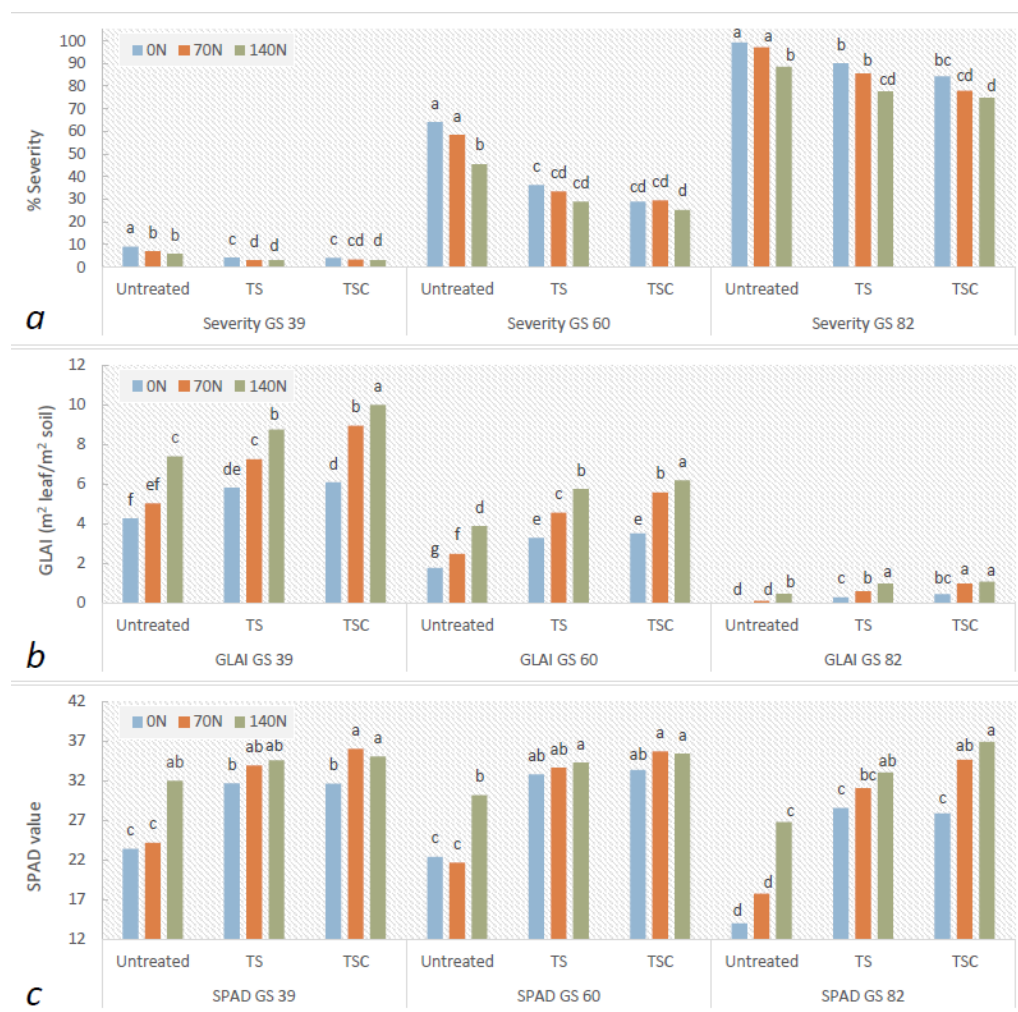 0N 70N 140N
% Severity
100
90
80
70
60
50
40
30
20
10
0
a b b c d d c cd d
a a b c cd cd cd cd d
a a b b b cd bc cd d
Untreated TS TSC Untreated TS TSC Untreated TS TSC
Severity GS 39 Severity GS 60 Severity GS 82
a
0N 70N 140N
GLAI (m² leaf/m² soil)
12
10
8
6
4
2
0
f ef c de c b d b a
g f d e c b e b a
d d b c b a bc a a
Untreated TS TSC Untreated TS TSC Untreated TS TSC
GLAI GS 39 GLAI GS 60 GLAI GS 82
b
0N 70N 140N
SPAD value
42
37
32
27
22
17
12
c c ab b ab ab b a a
c c b ab ab a ab a a
d d c c bc ab c ab a
Untreated TS TSC Untreated TS TSC Untreated TS TSC
SPAD GS 39 SPAD GS 60 SPAD GS 82
c